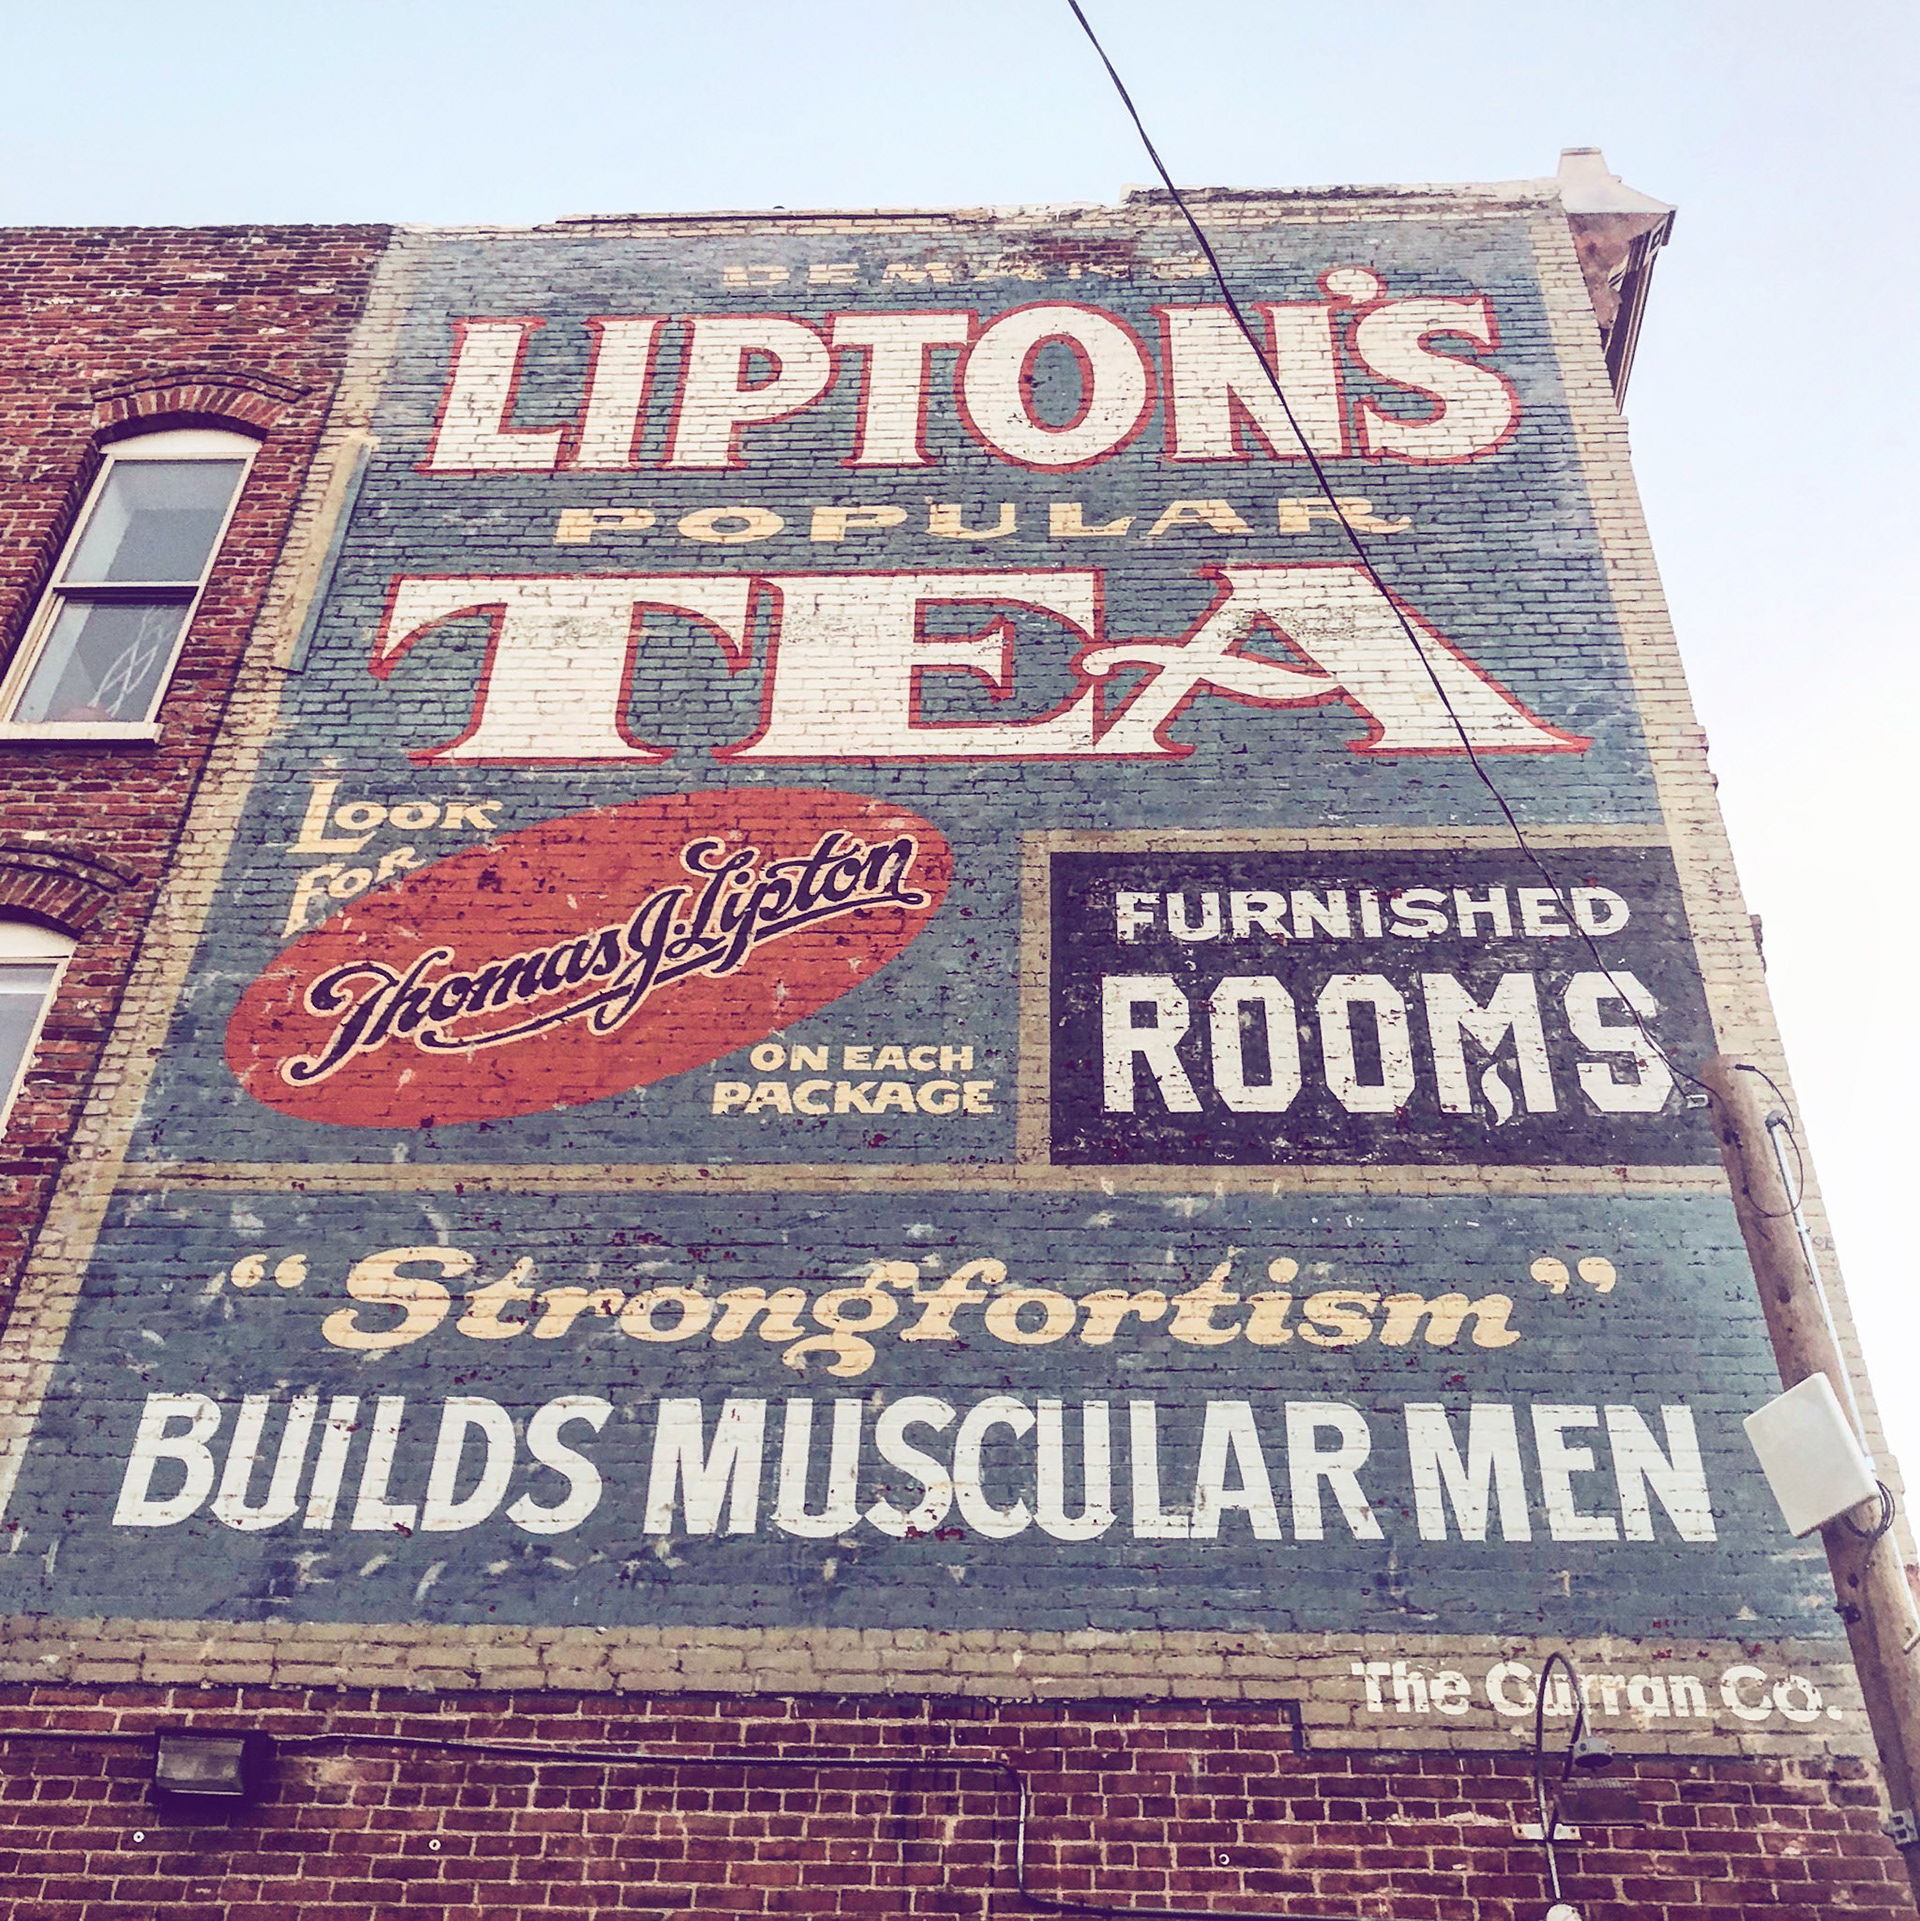 DEMAND
LIPTON'S
POPULAR
TEA
LOOK
FOR
Thomas J. Lipton
ON EACH
PACKAGE
FURNISHED
ROOMS
“Strongfortism”
BUILDS MUSCULAR MEN
The Curran Co.